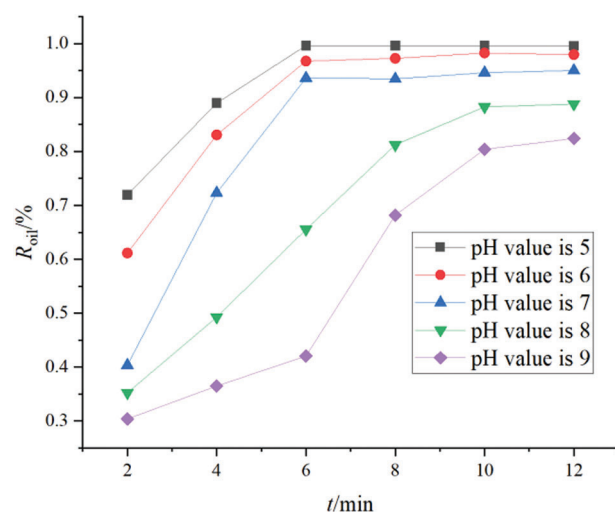 1.0
0.9
0.8
0.7
0.6
0.5
0.4
0.3
R_oil/%
pH value is 5
pH value is 6
pH value is 7
pH value is 8
pH value is 9
2 4 6 8 10 12
t/min